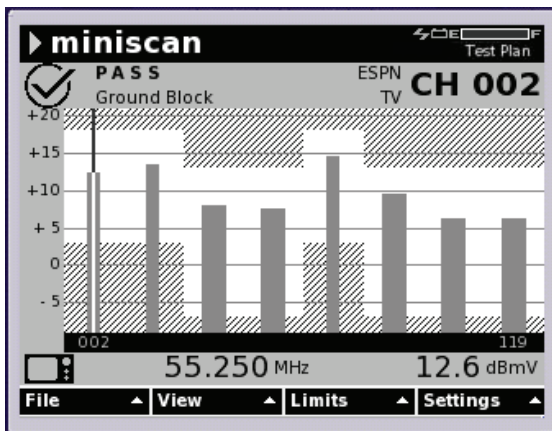 miniscan
E F
Test Plan
PASS
Ground Block
ESPN
TV
CH 002
+20
+15
+10
+ 5
0
- 5
002
119
55.250 MHz
12.6 dBmV
File
View
Limits
Settings